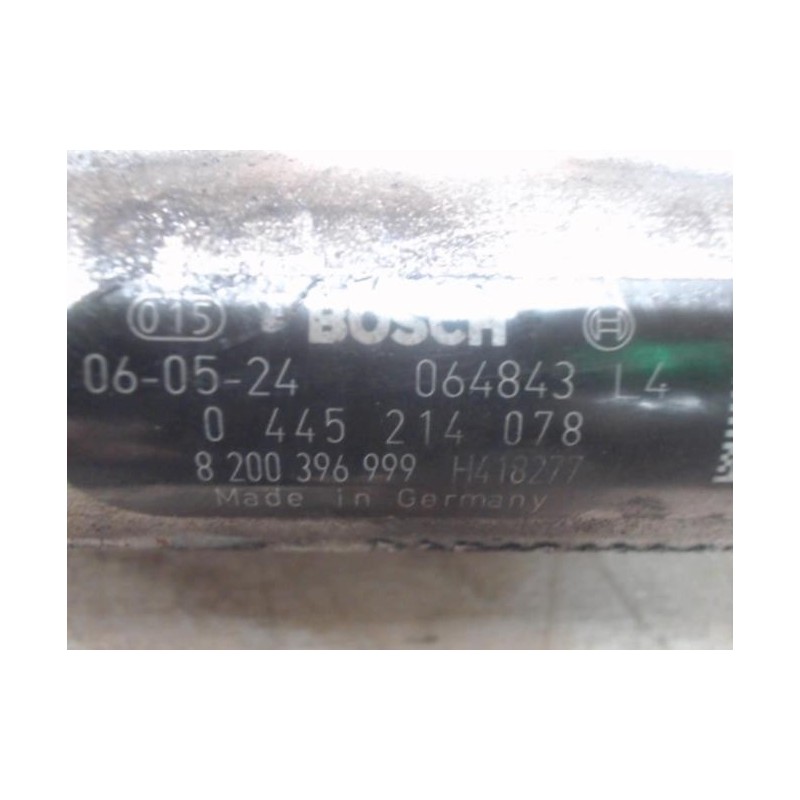 015 BOSCH
06-05-24 064843 L4
0 445 214 078
8 200 396 999 H418277
Made in Germany